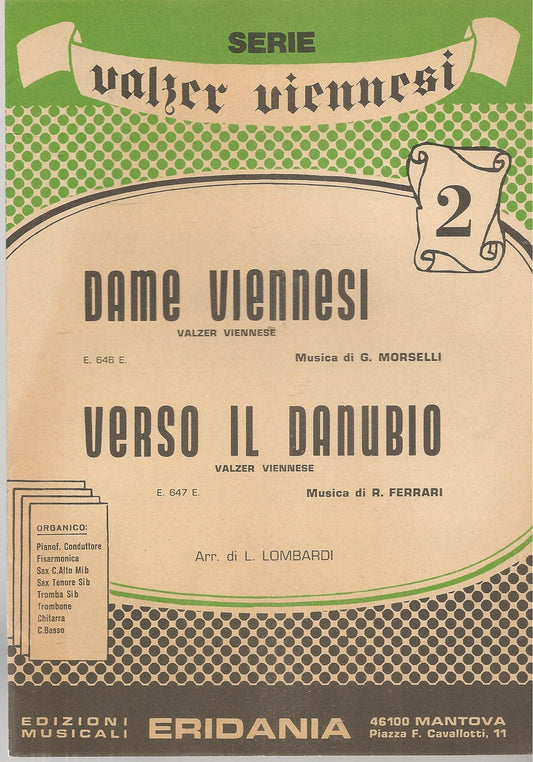 SERIE
valzer viennesi
2
DAME VIENNESI
VALZER VIENNESE
E. 646 E. Musica di G. MORSELLI
VERSO IL DANUBIO
VALZER VIENNESE
E. 647 E. Musica di R. FERRARI
Arr. di L. LOMBARDI
ORGANICO:
Pianof. Conduttore
Fisarmonica
Sax C.Alto Mib
Sax Tenore Sib
Tromba Sib
Trombone
Chitarra
C.Basso
EDIZIONI
MUSICALI
ERIDANIA
46100 MANTOVA
Piazza F. Cavallotti, 11